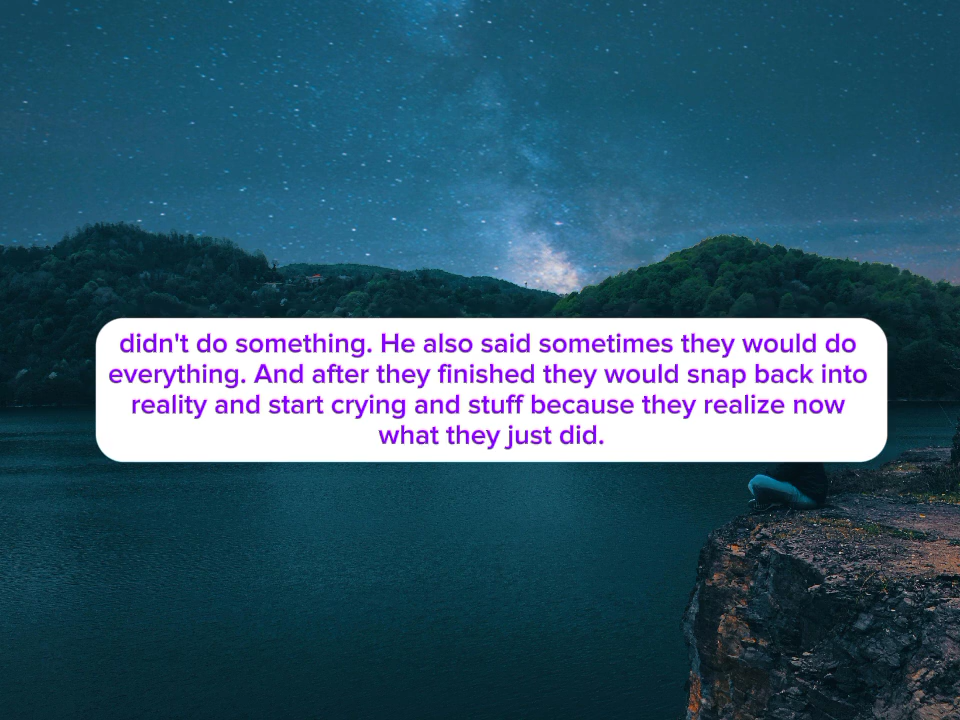 didn't do something. He also said sometimes they would do
everything. And after they finished they would snap back into
reality and start crying and stuff because they realize now
what they just did.